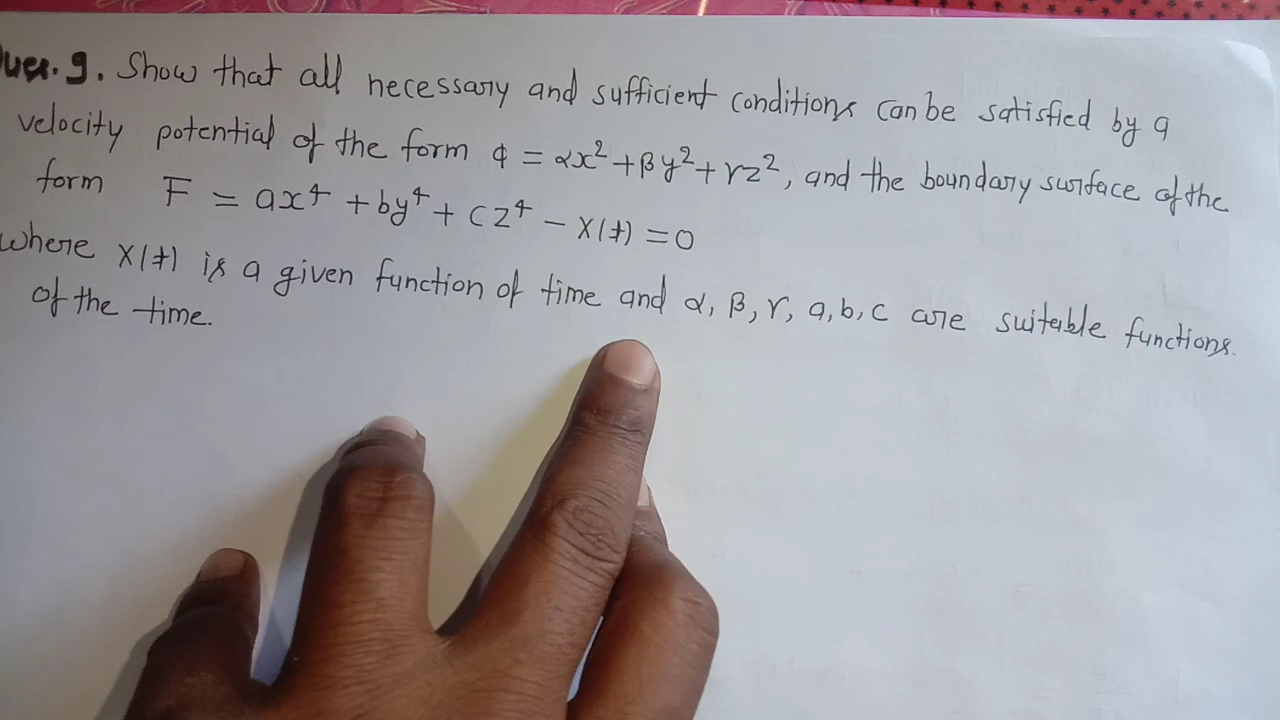 Ques. 9. Show that all necessary and sufficient conditions can be satisfied by a
velocity potential of the form φ = αx² + βy² + rz², and the boundary surface of the
form F = ax⁴ + by⁴ + cz⁴ - X(t) = 0
where X(t) is a given function of time and α, β, r, a, b, c are suitable functions.
of the time.